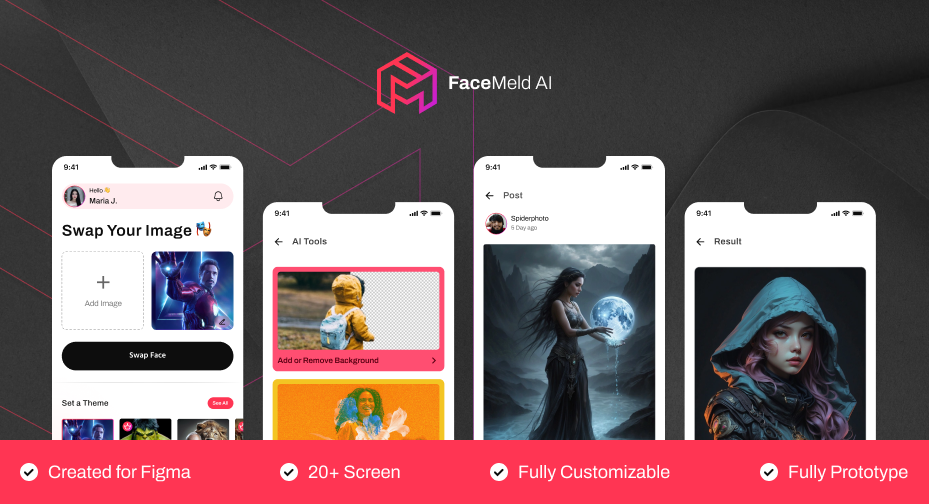 FaceMeld AI
9:41
Hello 👋
Maria J.
Swap Your Image
Add Image
Swap Face
Set a Theme
See All
9:41
AI Tools
Add or Remove Background
9:41
Post
Spiderphoto
5 Day ago
9:41
Result
Created for Figma
20+ Screen
Fully Customizable
Fully Prototype